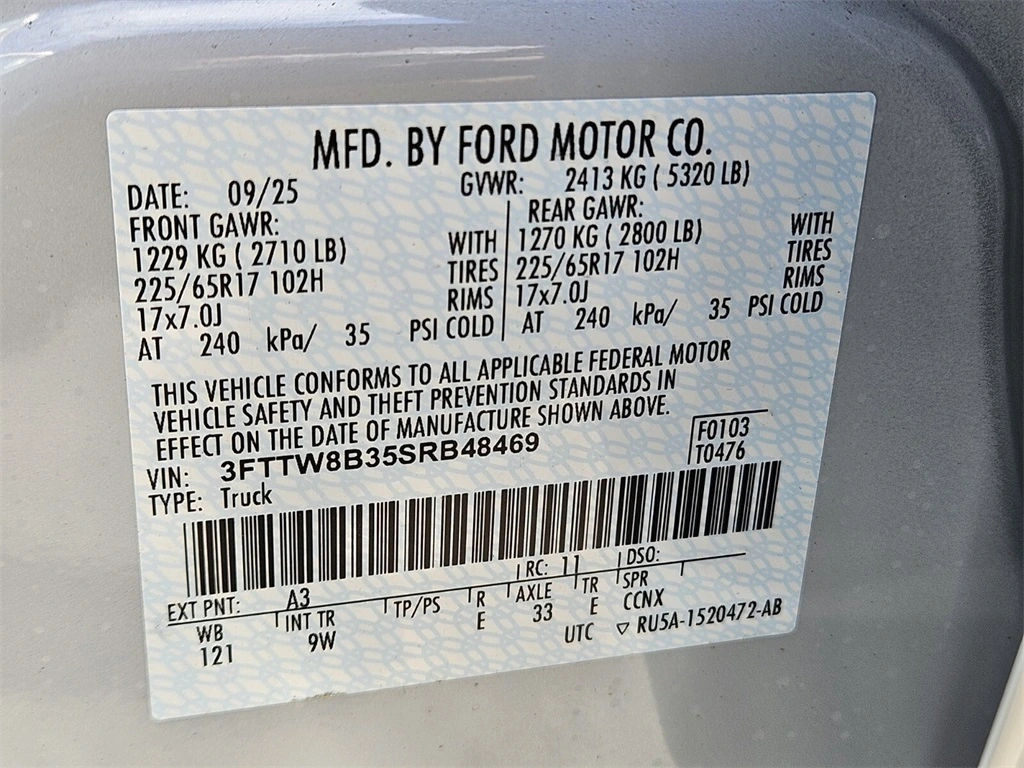 MFD. BY FORD MOTOR CO.
DATE: 09/25 GVWR: 2413 KG ( 5320 LB)
FRONT GAWR: REAR GAWR:
1229 KG ( 2710 LB) WITH 1270 KG ( 2800 LB) WITH
225/65R17 102H TIRES 225/65R17 102H TIRES
17x7.0J RIMS 17x7.0J RIMS
AT 240 kPa/ 35 PSI COLD AT 240 kPa/ 35 PSI COLD
THIS VEHICLE CONFORMS TO ALL APPLICABLE FEDERAL MOTOR
VEHICLE SAFETY AND THEFT PREVENTION STANDARDS IN
EFFECT ON THE DATE OF MANUFACTURE SHOWN ABOVE.
VIN: 3FTTW8B35SRB48469 F0103
TYPE: Truck T0476
EXT PNT: A3 RC: 11 DSO:
WB INT TR TP/PS R AXLE TR SPR
121 9W E 33 E CCNX
UTC ▽ RU5A-1520472-AB